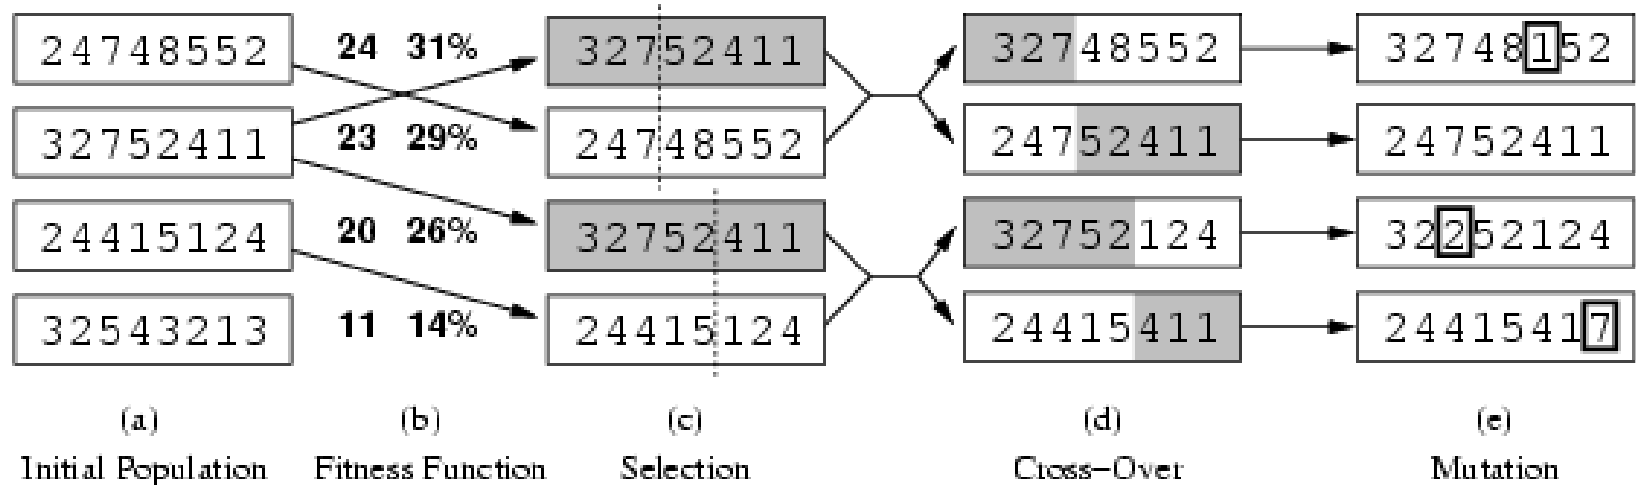 24748552 24 31% 32752411 32748552 32748152
32752411 23 29% 24748552 24752411 24752411
24415124 20 26% 32752411 32752124 32252124
32543213 11 14% 24415124 24415411 24415417
(a) (b) (c) (d) (e)
Initial Population Fitness Function Selection Cross-Over Mutation